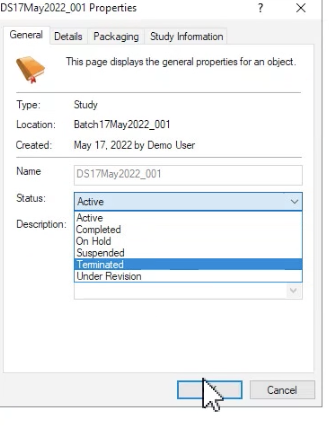 DS17May2022_001 Properties ? ×
General Details Packaging Study Information
This page displays the general properties for an object.
Type: Study
Location: Batch17May2022_001
Created: May 17, 2022 by Demo User
Name DS17May2022_001
Status: Active
Description: Active
Completed
On Hold
Suspended
Terminated
Under Revision
Cancel